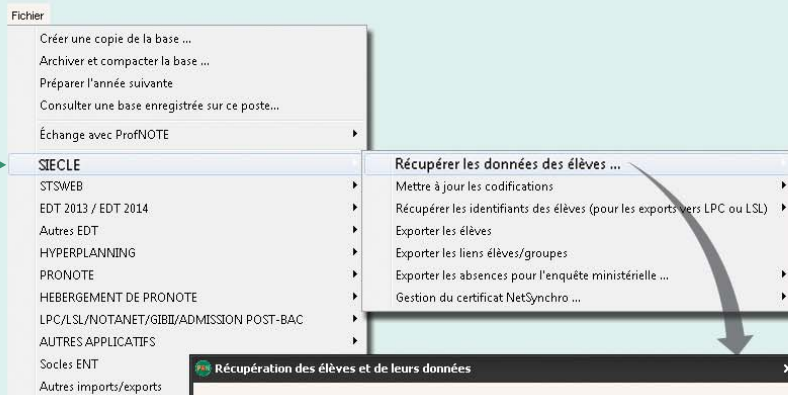 Fichier
Créer une copie de la base ...
Archiver et compacter la base ...
Préparer l'année suivante
Consulter une base enregistrée sur ce poste...
Échange avec ProfNOTE
SIECLE
STSWEB
EDT 2013 / EDT 2014
Autres EDT
HYPERPLANNING
PRONOTE
HEBERGEMENT DE PRONOTE
LPC/LSL/NOTANET/GIBII/ADMISSION POST-BAC
AUTRES APPLICATIFS
Socles ENT
Autres imports/exports
Récupérer les données des élèves ...
Mettre à jour les codifications
Récupérer les identifiants des élèves (pour les exports vers LPC ou LSL)
Exporter les élèves
Exporter les liens élèves/groupes
Exporter les absences pour l'enquête ministérielle ...
Gestion du certificat NetSynchro ...
Récupération des élèves et de leurs données